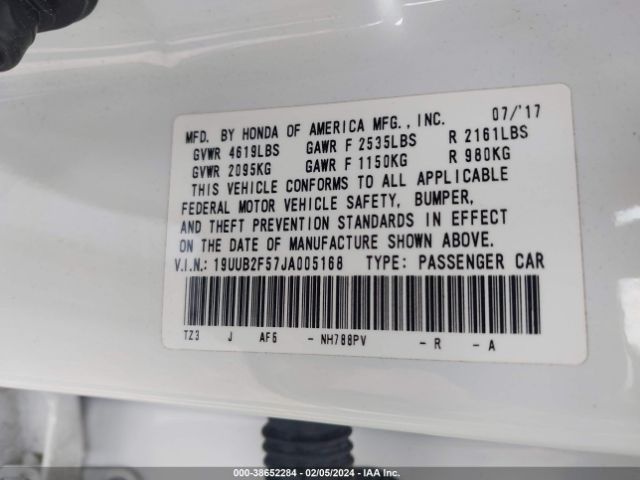 MFD. BY HONDA OF AMERICA MFG., INC. 07/'17
GVWR 4619LBS GAWR F 2535LBS R 2161LBS
GVWR 2095KG GAWR F 1150KG R 980KG
THIS VEHICLE CONFORMS TO ALL APPLICABLE
FEDERAL MOTOR VEHICLE SAFETY, BUMPER,
AND THEFT PREVENTION STANDARDS IN EFFECT
ON THE DATE OF MANUFACTURE SHOWN ABOVE.
V.I.N.: 19UUB2F57JA005168 TYPE: PASSENGER CAR
TZ3 J AF6 - NH788PV - R - A
000-38652284 - 02/05/2024 - IAA Inc.